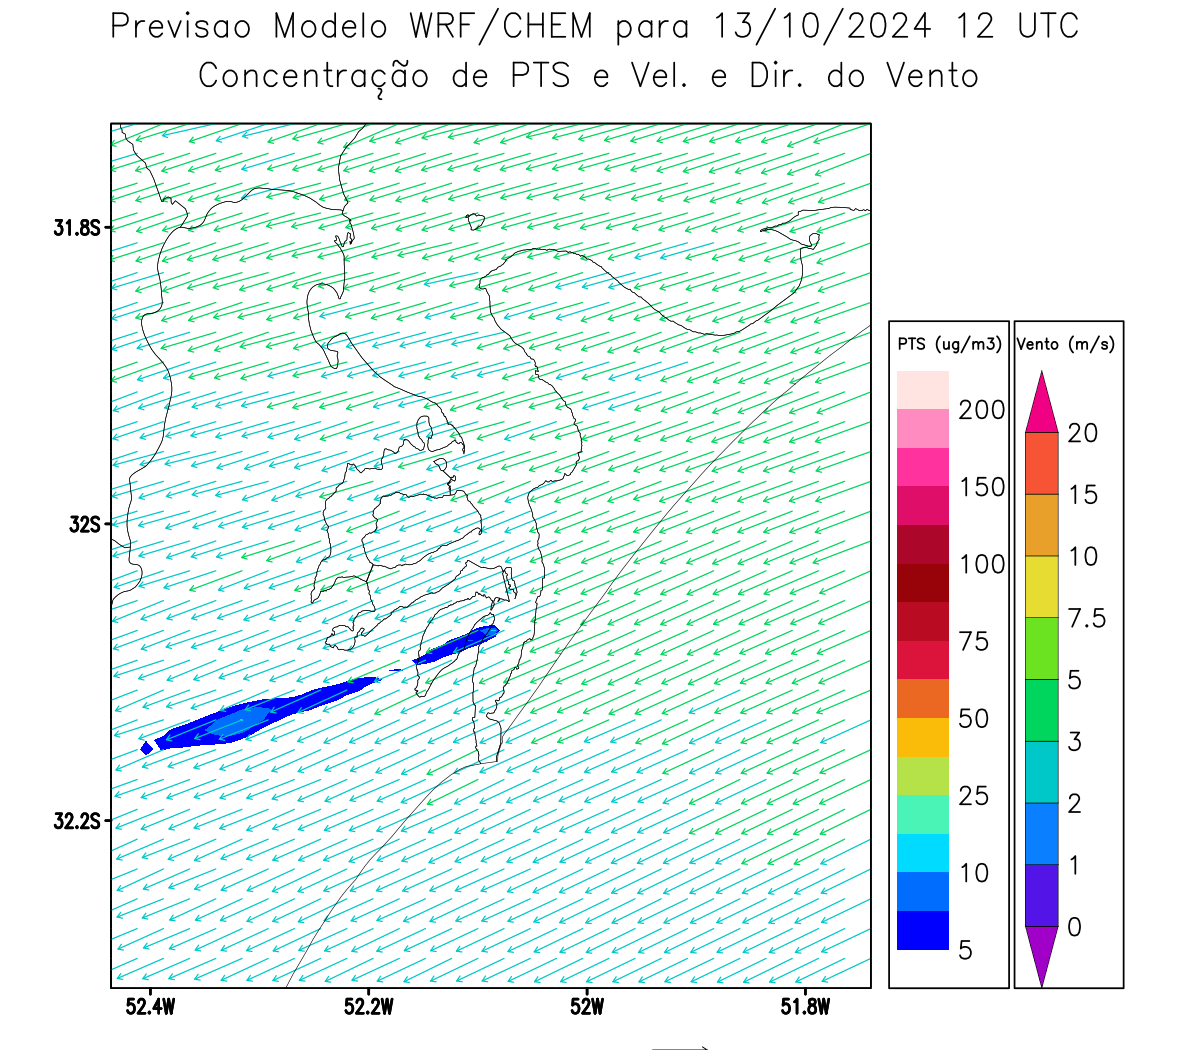 Previsao Modelo WRF/CHEM para 13/10/2024 12 UTC
Concentração de PTS e Vel. e Dir. do Vento
31.8S
32S
32.2S
52.4W
52.2W
52W
51.8W
PTS (ug/m3)
200
150
100
75
50
25
10
5
Vento (m/s)
20
15
10
7.5
5
3
2
1
0